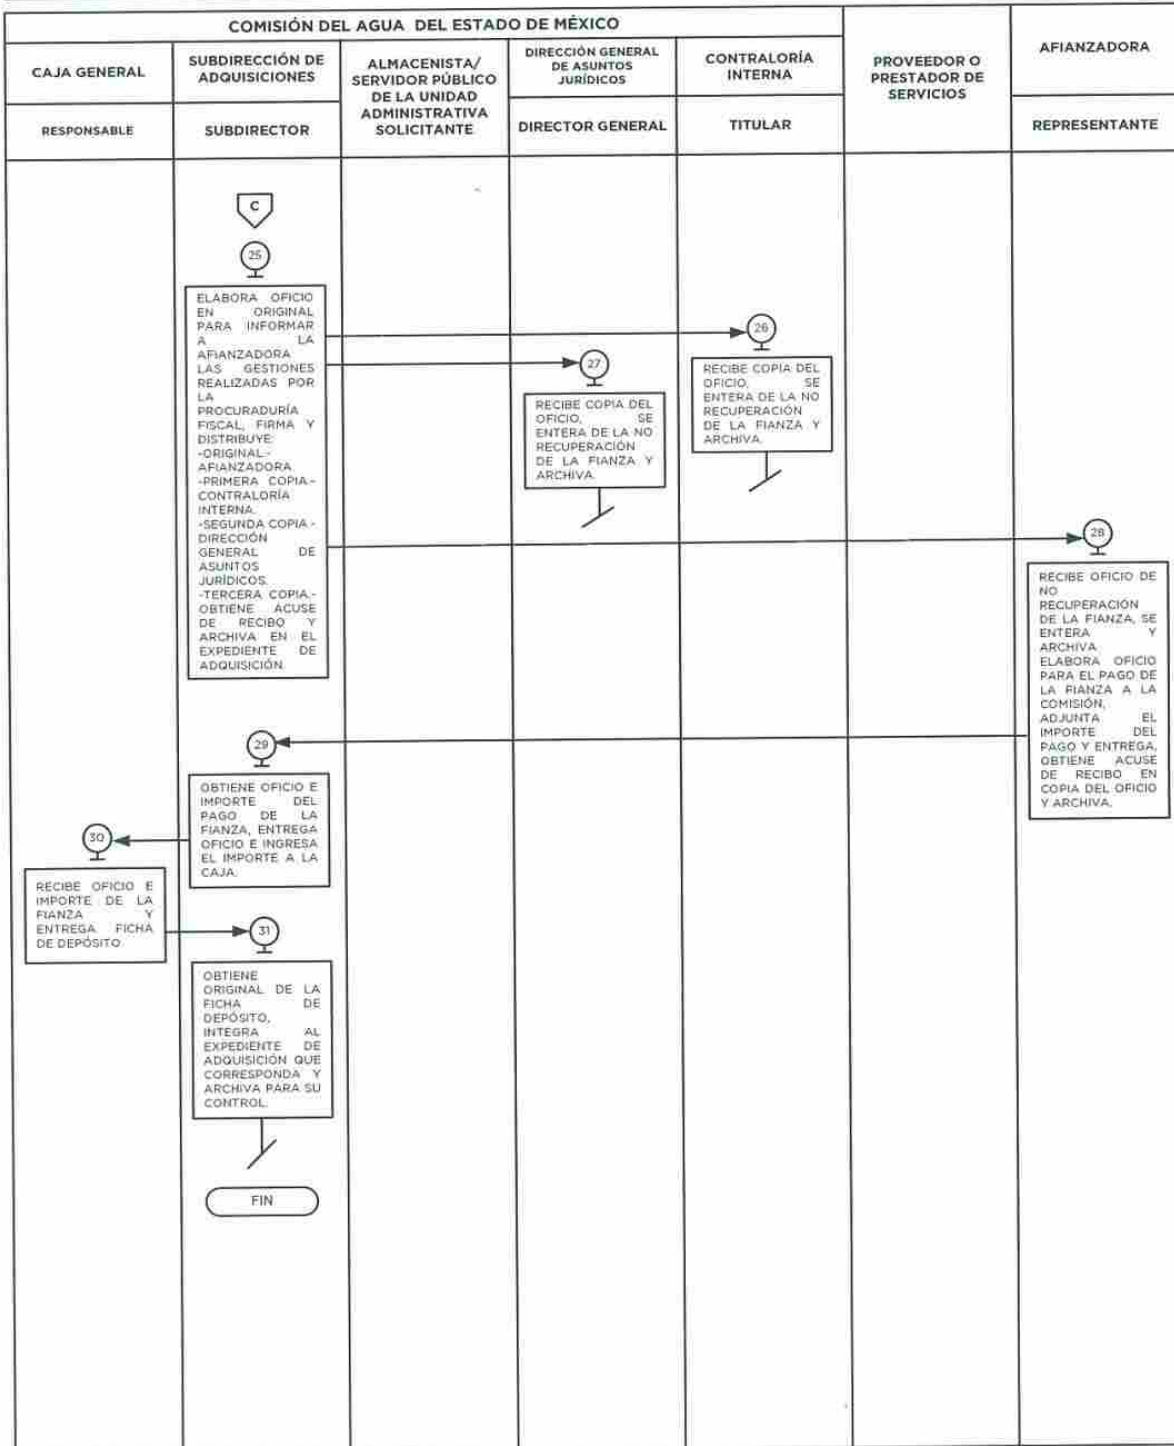 COMISIÓN DEL AGUA DEL ESTADO DE MÉXICO
CAJA GENERAL
RESPONSABLE
SUBDIRECCIÓN DE
ADQUISICIONES
SUBDIRECTOR
ALMACENISTA/
SERVIDOR PÚBLICO
DE LA UNIDAD
ADMINISTRATIVA
SOLICITANTE
DIRECCIÓN GENERAL
DE ASUNTOS
JURÍDICOS
DIRECTOR GENERAL
CONTRALORÍA
INTERNA
TITULAR
PROVEEDOR O
PRESTADOR DE
SERVICIOS
AFIANZADORA
REPRESENTANTE
C
25
ELABORA OFICIO
EN ORIGINAL
PARA INFORMAR
A LA
AFIANZADORA
LAS GESTIONES
REALIZADAS POR
LA
PROCURADURÍA
FISCAL, FIRMA Y
DISTRIBUYE:
-ORIGINAL.-
AFIANZADORA
-PRIMERA COPIA.-
CONTRALORÍA
INTERNA.
-SEGUNDA COPIA.-
DIRECCIÓN
GENERAL DE
ASUNTOS
JURÍDICOS.
-TERCERA COPIA.-
OBTIENE ACUSE
DE RECIBO Y
ARCHIVA EN EL
EXPEDIENTE DE
ADQUISICIÓN.
26
RECIBE COPIA DEL
OFICIO, SE
ENTERA DE LA NO
RECUPERACIÓN
DE LA FIANZA Y
ARCHIVA.
27
RECIBE COPIA DEL
OFICIO, SE
ENTERA DE LA NO
RECUPERACIÓN
DE LA FIANZA Y
ARCHIVA.
28
RECIBE OFICIO DE
NO
RECUPERACIÓN
DE LA FIANZA, SE
ENTERA Y
ARCHIVA
ELABORA OFICIO
PARA EL PAGO DE
LA FIANZA A LA
COMISIÓN,
ADJUNTA EL
IMPORTE DEL
PAGO Y ENTREGA,
OBTIENE ACUSE
DE RECIBO EN
COPIA DEL OFICIO
Y ARCHIVA.
29
OBTIENE OFICIO E
IMPORTE DEL
PAGO DE LA
FIANZA, ENTREGA
OFICIO E INGRESA
EL IMPORTE A LA
CAJA.
30
RECIBE OFICIO E
IMPORTE DE LA
FIANZA Y
ENTREGA FICHA
DE DEPÓSITO.
31
OBTIENE
ORIGINAL DE LA
FICHA DE
DEPÓSITO,
INTEGRA AL
EXPEDIENTE DE
ADQUISICIÓN QUE
CORRESPONDA Y
ARCHIVA PARA SU
CONTROL.
FIN